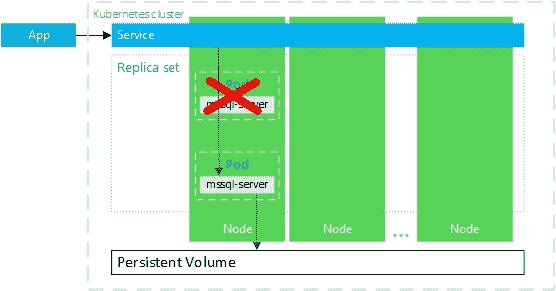 Kubernetes cluster
App
Service
Replica set
Pod
mssql-server
Pod
mssql-server
Node
Node
...
Node
Persistent Volume